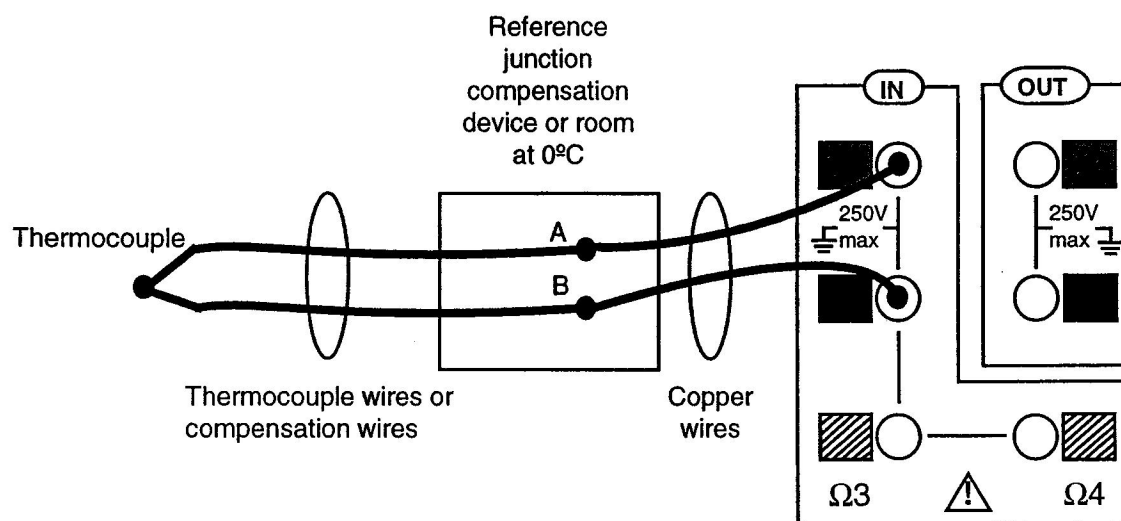 Reference
junction
compensation
device or room
at 0ºC
IN
OUT
Thermocouple
A
B
250V
max
250V
max
Thermocouple wires or
compensation wires
Copper
wires
Ω3
!
Ω4